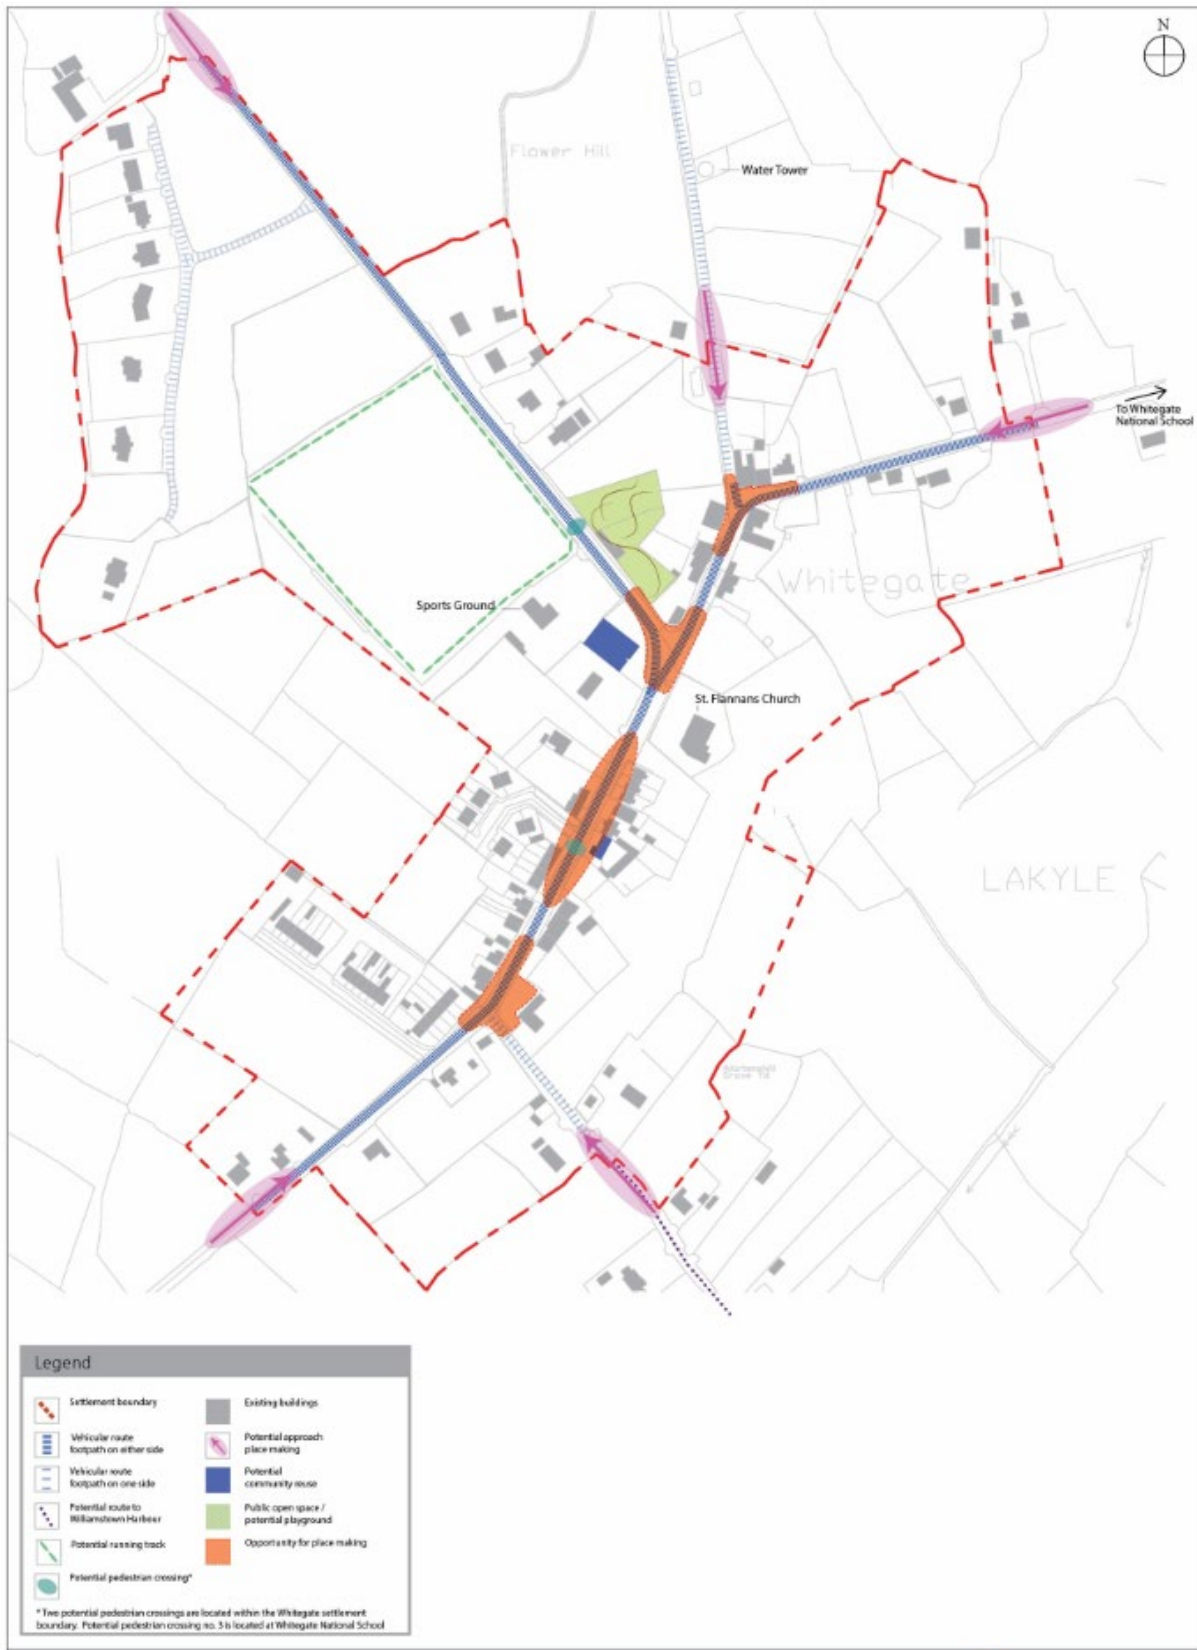 N
Flower Hill
Water Tower
To Whitegate
National School
Whitegate
Sports Ground
St. Flannans Church
LAKYLE
Legend
Settlement boundary
Vehicular route
footpath on either side
Vehicular route
footpath on one side
Potential route to
Williamstown Harbour
Potential running track
Potential pedestrian crossing*
Existing buildings
Potential approach
place making
Potential
community reuse
Public open space /
potential playground
Opportunity for place making
* Two potential pedestrian crossings are located within the Whitegate settlement
boundary. Potential pedestrian crossing no. 3 is located at Whitegate National School